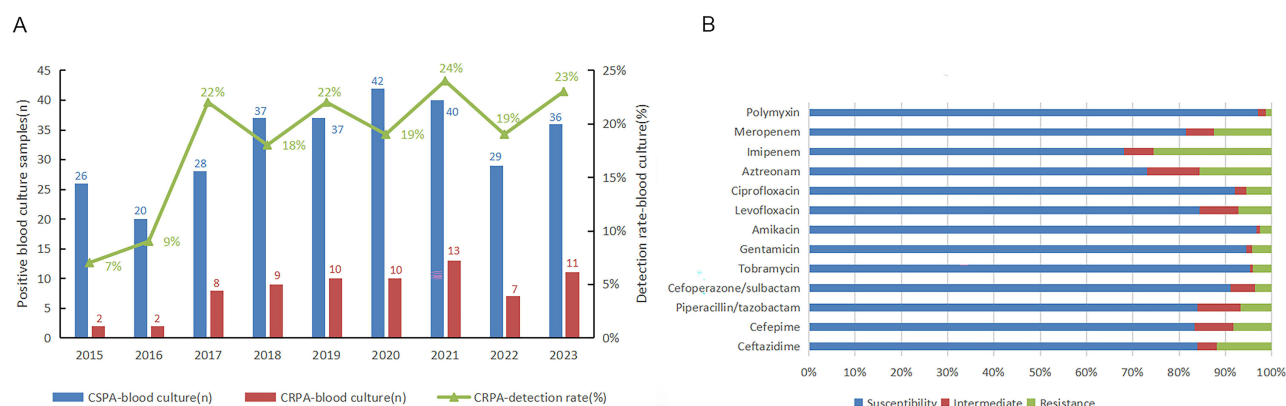 A
B
Positive blood culture samples(n)
45
40
35
30
25
20
15
10
5
0
26
20
28
37
37
42
40
29
36
2
2
8
9
10
10
13
7
11
7%
9%
22%
18%
22%
19%
24%
19%
23%
25%
20%
15%
10%
5%
0%
Detection rate-blood culture(%)
2015 2016 2017 2018 2019 2020 2021 2022 2023
CSPA-blood culture(n) CRPA-blood culture(n) CRPA-detection rate(%)
Polymyxin
Meropenem
Imipenem
Aztreonam
Ciprofloxacin
Levofloxacin
Amikacin
Gentamicin
Tobramycin
Cefoperazone/sulbactam
Piperacillin/tazobactam
Cefepime
Ceftazidime
0% 10% 20% 30% 40% 50% 60% 70% 80% 90% 100%
Susceptibility Intermediate Resistance